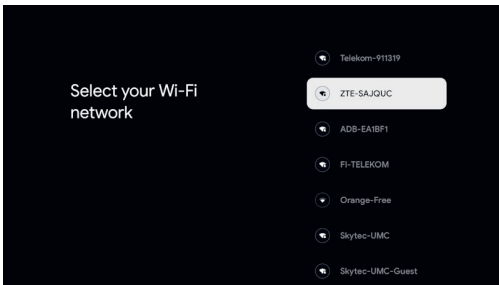 Select your Wi-Fi
network
Telekom-911319
ZTE-SAJQUC
ADB-EA1BF1
FI-TELEKOM
Orange-Free
Skytec-UMC
Skytec-UMC-Guest